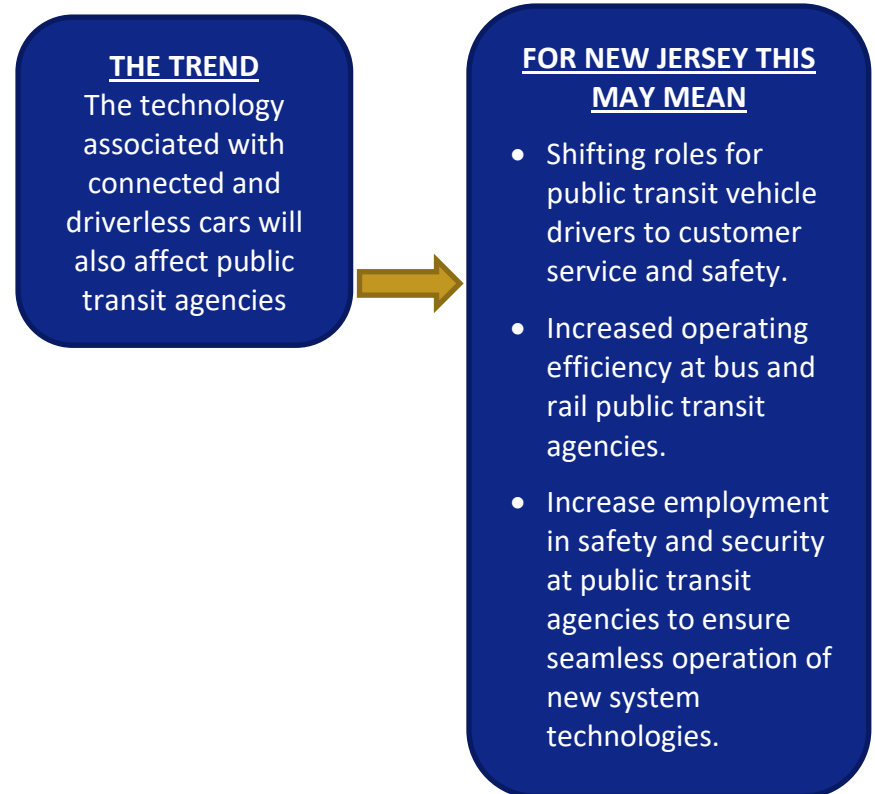 THE TREND
The technology
associated with
connected and
driverless cars will
also affect public
transit agencies
FOR NEW JERSEY THIS
MAY MEAN
• Shifting roles for
public transit vehicle
drivers to customer
service and safety.
• Increased operating
efficiency at bus and
rail public transit
agencies.
• Increase employment
in safety and security
at public transit
agencies to ensure
seamless operation of
new system
technologies.